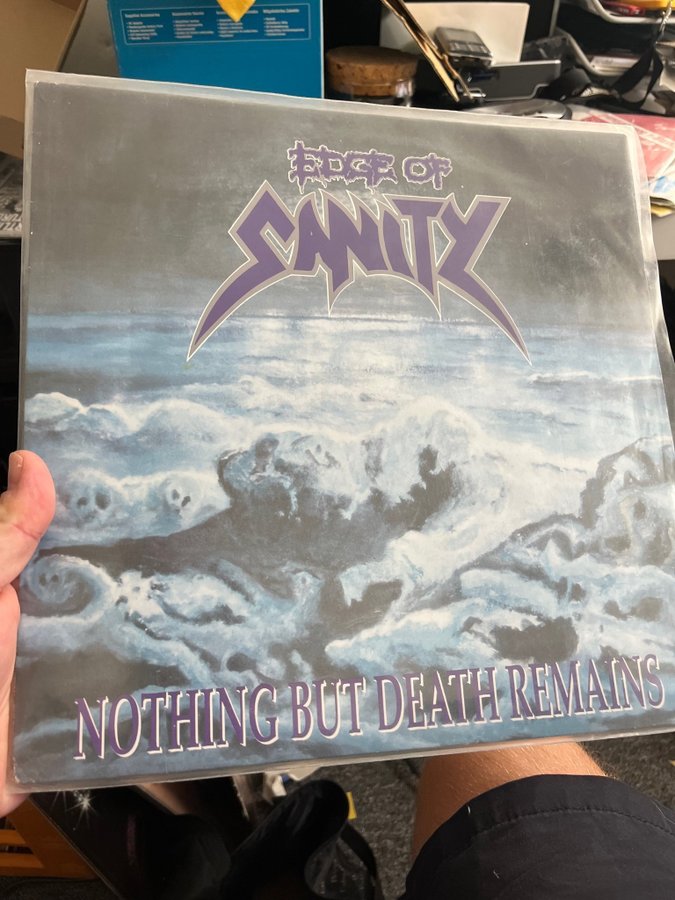 EDGE OF
SANITY
NOTHING BUT DEATH REMAINS